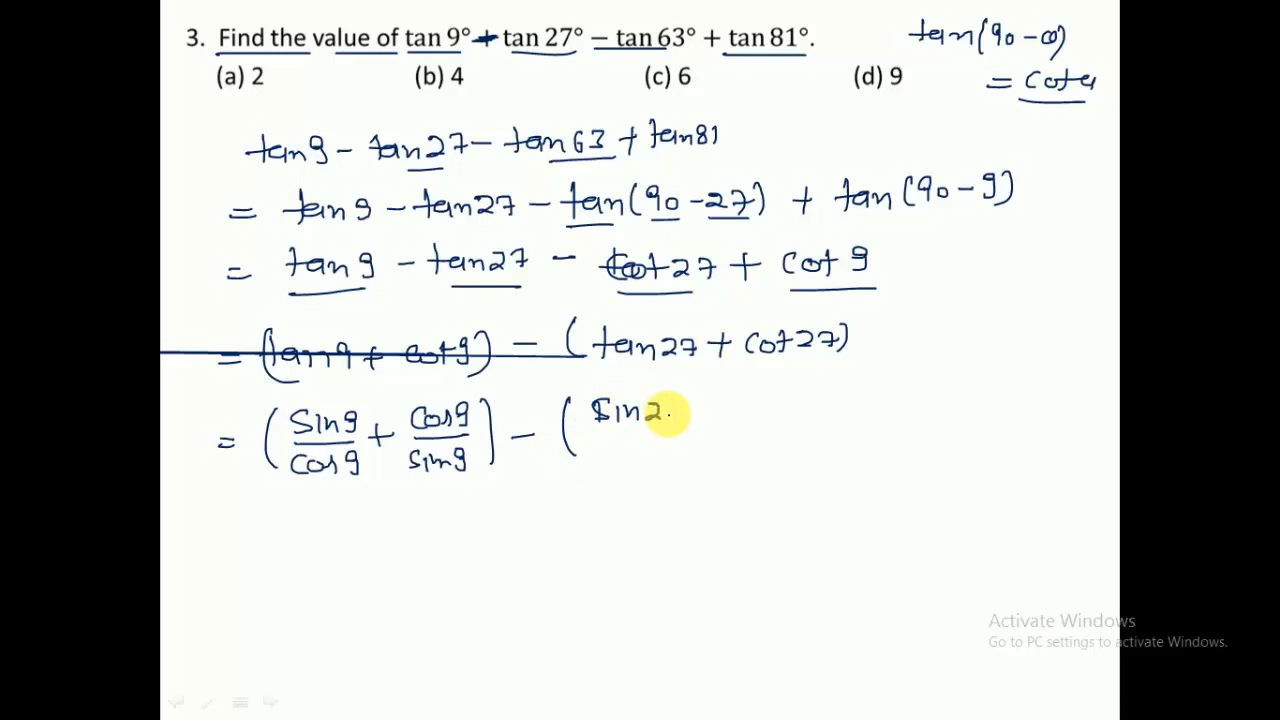 3. Find the value of tan 9° + tan 27° − tan 63° + tan 81°.
tan(90-α)
(a) 2 (b) 4 (c) 6 (d) 9
= cotα
tan9 - tan27 - tan63 + tan81
= tan9 - tan27 - tan(90-27) + tan(90-9)
= tan9 - tan27 - cot27 + cot9
= (tan9 + cot9) - (tan27 + cot27)
= (sin9/cos9 + cos9/sin9) - (sin2
Activate Windows
Go to PC settings to activate Windows.